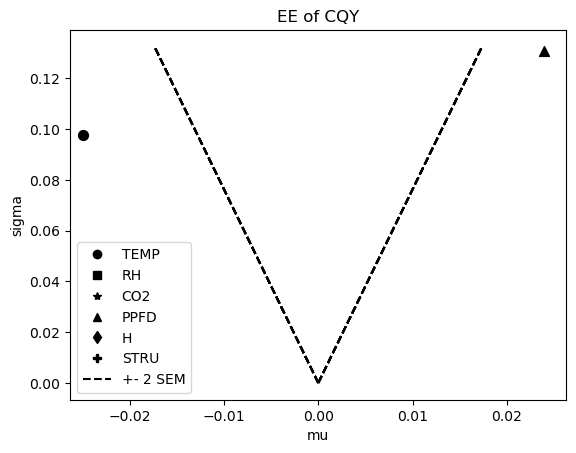 EE of CQY
sigma
0.12
0.10
0.08
0.06
0.04
0.02
0.00
TEMP
RH
CO2
PPFD
H
STRU
+- 2 SEM
−0.02 −0.01 0.00 0.01 0.02
mu